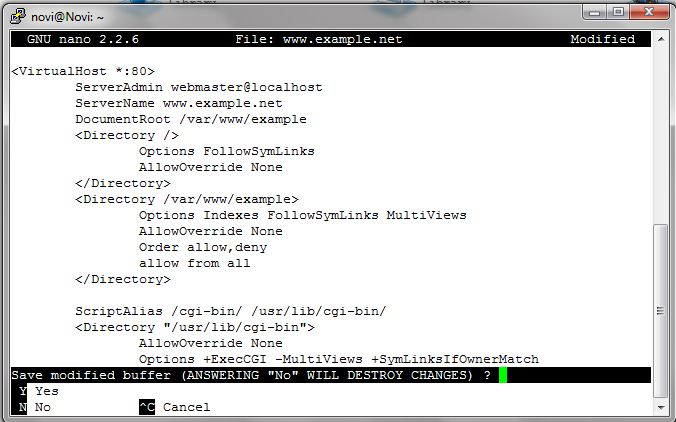 novi@Novi: ~
GNU nano 2.2.6 File: www.example.net Modified
<VirtualHost *:80>
ServerAdmin webmaster@localhost
ServerName www.example.net
DocumentRoot /var/www/example
<Directory />
Options FollowSymLinks
AllowOverride None
</Directory>
<Directory /var/www/example>
Options Indexes FollowSymLinks MultiViews
AllowOverride None
Order allow,deny
allow from all
</Directory>
ScriptAlias /cgi-bin/ /usr/lib/cgi-bin/
<Directory "/usr/lib/cgi-bin">
AllowOverride None
Options +ExecCGI -MultiViews +SymLinksIfOwnerMatch
Save modified buffer (ANSWERING "No" WILL DESTROY CHANGES) ?
Y Yes
N No ^C Cancel